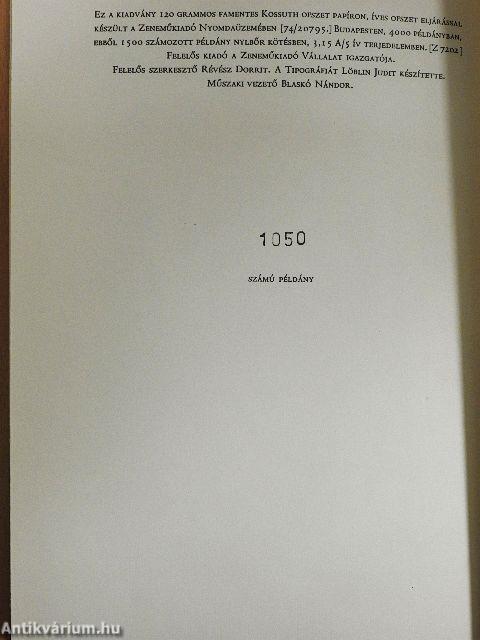 Ez a kiadvány 120 grammos famentes Kossuth ofszet papíron, íves ofszet eljárással
készült a Zeneműkiadó Nyomdaüzemében [74/20795.] Budapesten, 4000 példányban,
ebből 1500 számozott példány nylbőr kötésben, 3,15 A/5 ív terjedelemben. [Z 7202]
Felelős kiadó a Zeneműkiadó Vállalat igazgatója.
Felelős szerkesztő Révész Dorrit. A Tipográfiát Löblin Judit készítette.
Műszaki vezető Blaskó Nándor.
1050
számú példány
Antikvárium.hu